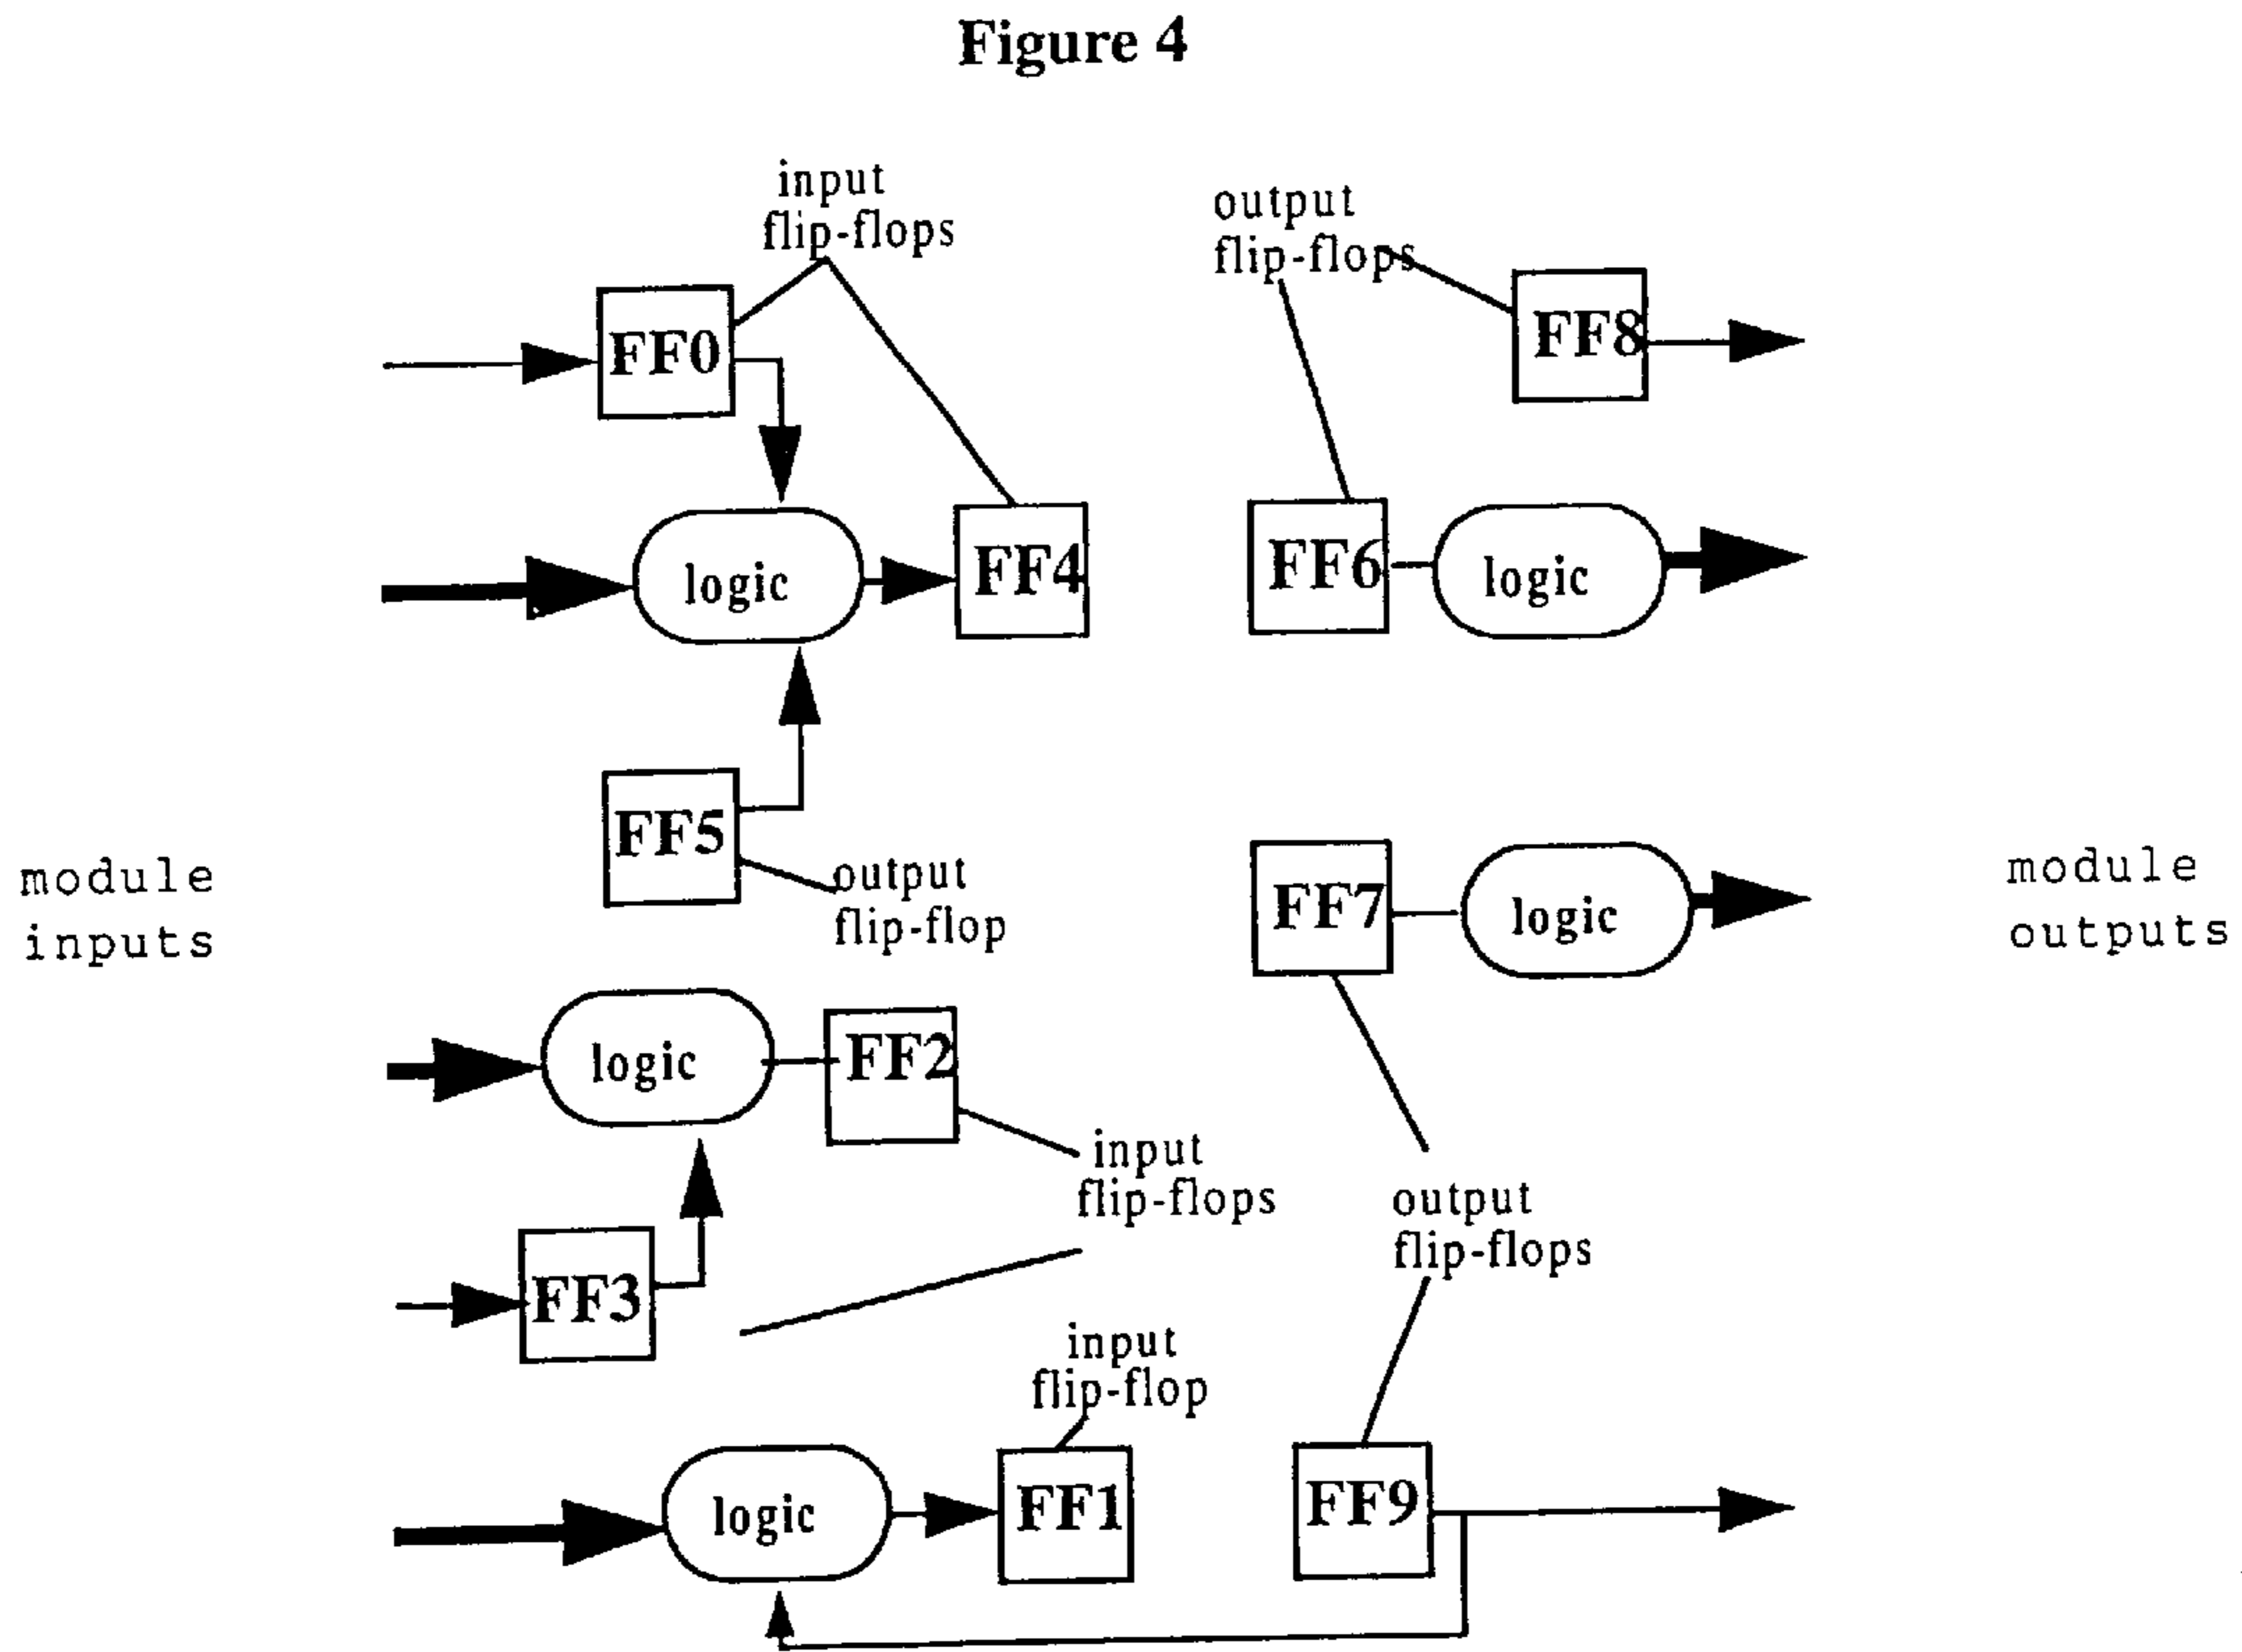 Figure 4
input
flip-flops
output
flip-flops
FF0
FF8
logic
FF4
FF6
logic
FF5
output
flip-flop
module
inputs
FF7
logic
module
outputs
logic
FF2
input
flip-flops
output
flip-flops
FF3
input
flip-flop
logic
FF1
FF9